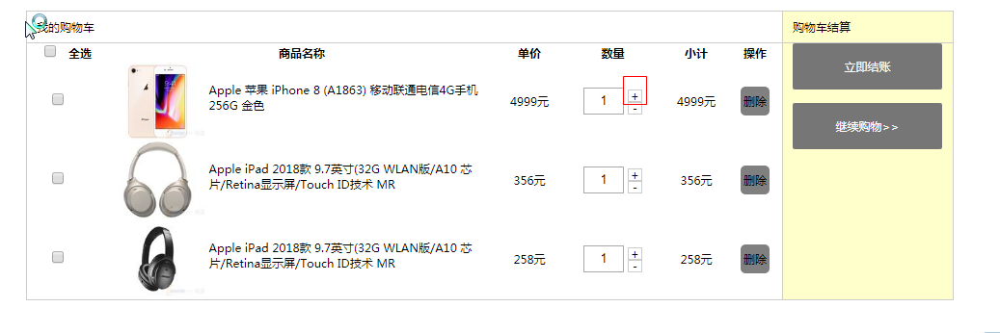 我的购物车
购物车结算
全选 商品名称 单价 数量 小计 操作
立即结账
继续购物>>
Apple 苹果 iPhone 8 (A1863) 移动联通电信4G手机
256G 金色
4999元
1
+
-
4999元
删除
Apple iPad 2018款 9.7英寸(32G WLAN版/A10 芯
片/Retina显示屏/Touch ID技术 MR
356元
1
+
-
356元
删除
Apple iPad 2018款 9.7英寸(32G WLAN版/A10 芯
片/Retina显示屏/Touch ID技术 MR
258元
1
+
-
258元
删除